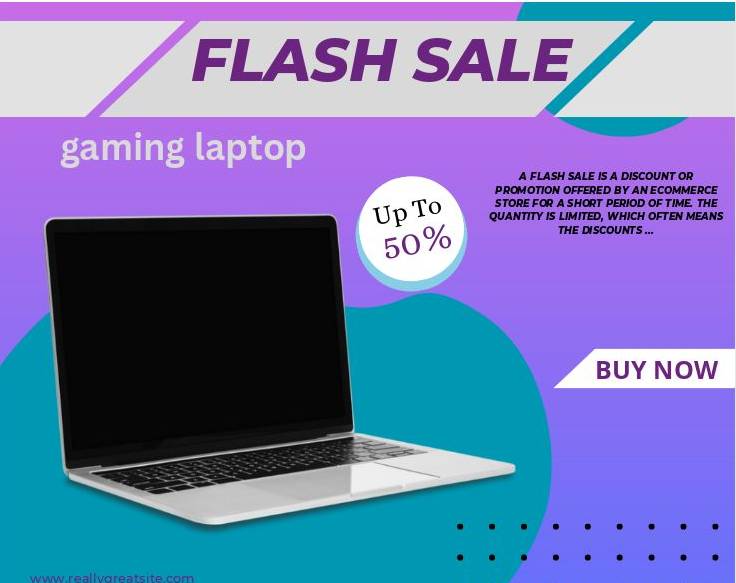 FLASH SALE
gaming laptop
A FLASH SALE IS A DISCOUNT OR
PROMOTION OFFERED BY AN ECOMMERCE
STORE FOR A SHORT PERIOD OF TIME. THE
QUANTITY IS LIMITED, WHICH OFTEN MEANS
THE DISCOUNTS ...
Up To
50%
BUY NOW
www.reallygreatsite.com